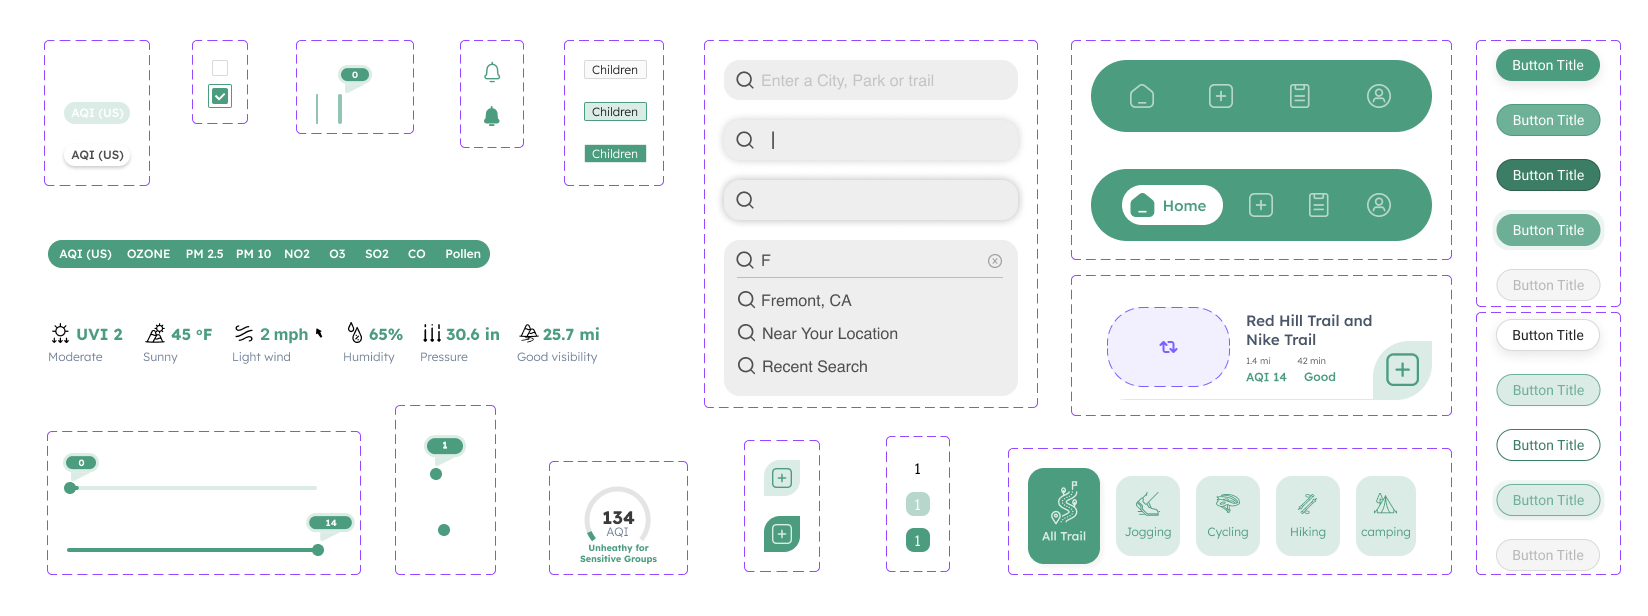 AQI (US)
AQI (US)
0
Children
Children
Children
AQI (US) OZONE PM 2.5 PM 10 NO2 O3 SO2 CO Pollen
UVI 2
Moderate
45 °F
Sunny
2 mph
Light wind
65%
Humidity
30.6 in
Pressure
25.7 mi
Good visibility
0
14
1
134
AQI
Unheathy for
Sensitive Groups
Enter a City, Park or trail
F
Fremont, CA
Near Your Location
Recent Search
1
1
1
Home
Red Hill Trail and
Nike Trail
1.4 mi 42 min
AQI 14 Good
All Trail
Jogging
Cycling
Hiking
camping
Button Title
Button Title
Button Title
Button Title
Button Title
Button Title
Button Title
Button Title
Button Title
Button Title